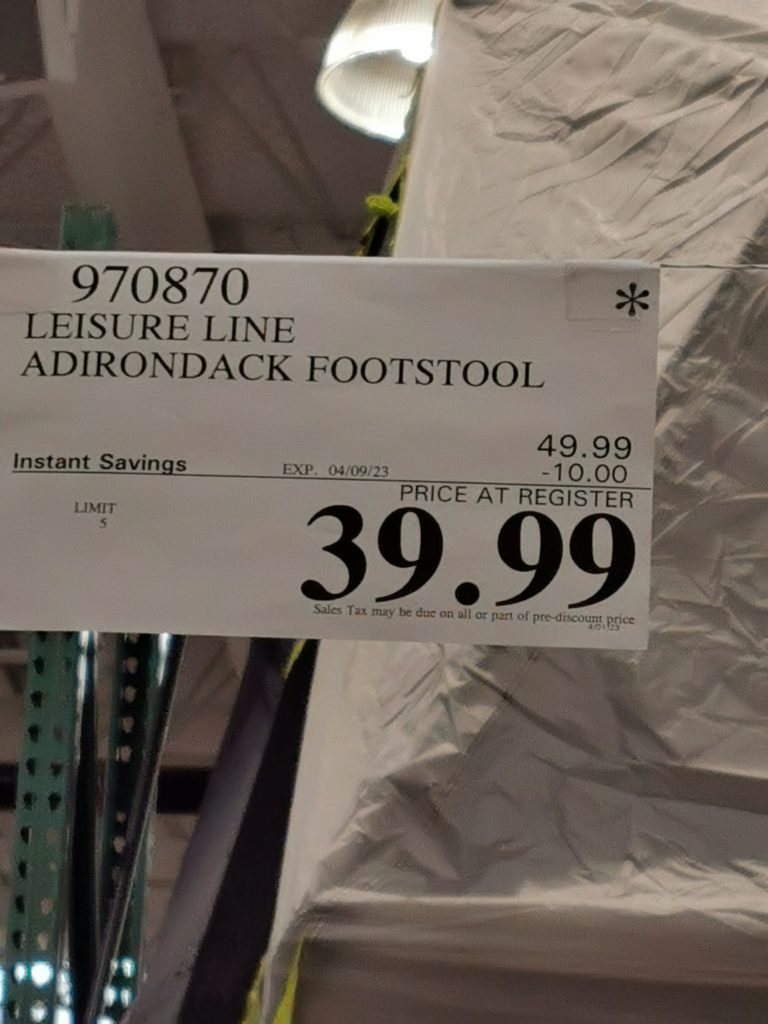 970870
*
LEISURE LINE
ADIRONDACK FOOTSTOOL
49.99
Instant Savings EXP. 04/09/23 -10.00
PRICE AT REGISTER
LIMIT
5
39.99
Sales Tax may be due on all or part of pre-discount price